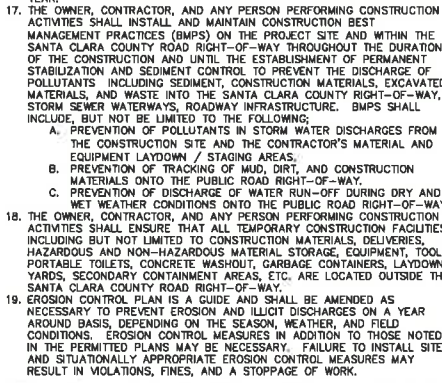 17. THE OWNER, CONTRACTOR, AND ANY PERSON PERFORMING CONSTRUCTION
ACTIVITIES SHALL INSTALL AND MAINTAIN CONSTRUCTION BEST
MANAGEMENT PRACTICES (BMPS) ON THE PROJECT SITE AND WITHIN THE
SANTA CLARA COUNTY ROAD RIGHT-OF-WAY THROUGHOUT THE DURATION
OF THE CONSTRUCTION AND UNTIL THE ESTABLISHMENT OF PERMANENT
STABILIZATION AND SEDIMENT CONTROL TO PREVENT THE DISCHARGE OF
POLLUTANTS INCLUDING SEDIMENT, CONSTRUCTION MATERIALS, EXCAVATE
MATERIALS, AND WASTE INTO THE SANTA CLARA COUNTY RIGHT-OF-WAY,
STORM SEWER WATERWAYS, ROADWAY INFRASTRUCTURE. BMPS SHALL
INCLUDE, BUT NOT BE LIMITED TO THE FOLLOWING;
A. PREVENTION OF POLLUTANTS IN STORM WATER DISCHARGES FROM
THE CONSTRUCTION SITE AND THE CONTRACTOR'S MATERIAL AND
EQUIPMENT LAYDOWN / STAGING AREAS.
B. PREVENTION OF TRACKING OF MUD, DIRT, AND CONSTRUCTION
MATERIALS ONTO THE PUBLIC ROAD RIGHT-OF-WAY.
C. PREVENTION OF DISCHARGE OF WATER RUN-OFF DURING DRY AND
WET WEATHER CONDITIONS ONTO THE PUBLIC ROAD RIGHT-OF-WAY
18. THE OWNER, CONTRACTOR, AND ANY PERSON PERFORMING CONSTRUCTION
ACTIVITIES SHALL ENSURE THAT ALL TEMPORARY CONSTRUCTION FACILITIES
INCLUDING BUT NOT LIMITED TO CONSTRUCTION MATERIALS, DELIVERIES,
HAZARDOUS AND NON-HAZARDOUS MATERIAL STORAGE, EQUIPMENT, TOOL
PORTABLE TOILETS, CONCRETE WASHOUT, GARBAGE CONTAINERS, LAYDOWN
YARDS, SECONDARY CONTAINMENT AREAS, ETC. ARE LOCATED OUTSIDE TH
SANTA CLARA COUNTY ROAD RIGHT-OF-WAY.
19. EROSION CONTROL PLAN IS A GUIDE AND SHALL BE AMENDED AS
NECESSARY TO PREVENT EROSION AND ILLICIT DISCHARGES ON A YEAR
AROUND BASIS, DEPENDING ON THE SEASON, WEATHER, AND FIELD
CONDITIONS. EROSION CONTROL MEASURES IN ADDITION TO THOSE NOTED
IN THE PERMITTED PLANS MAY BE NECESSARY. FAILURE TO INSTALL SITE
AND SITUATIONALLY APPROPRIATE EROSION CONTROL MEASURES MAY
RESULT IN VIOLATIONS, FINES, AND A STOPPAGE OF WORK.